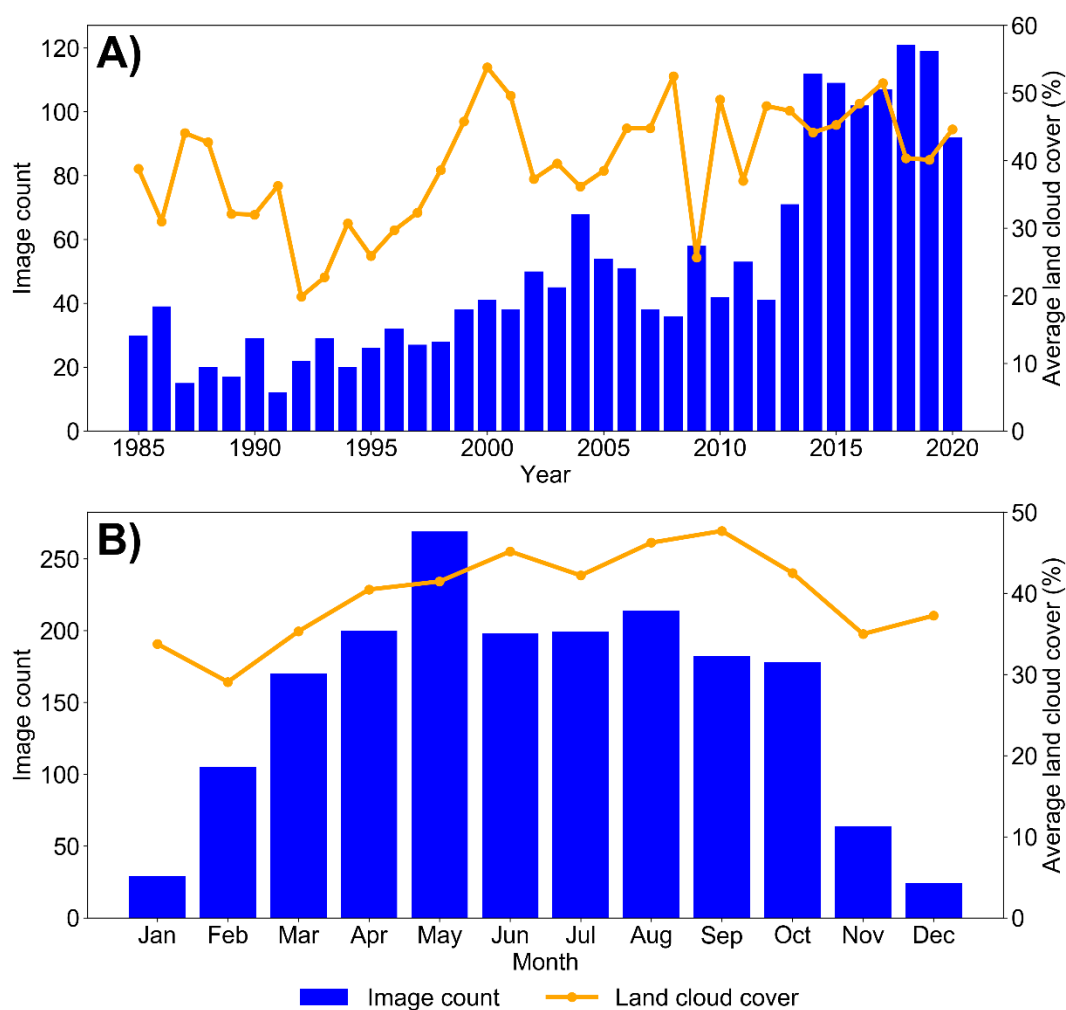 A)
120
100
80
60
40
20
0
Image count
60
50
40
30
20
10
0
Average land cloud cover (%)
1985 1990 1995 2000 2005 2010 2015 2020
Year
B)
250
200
150
100
50
0
Image count
50
40
30
20
10
0
Average land cloud cover (%)
Jan Feb Mar Apr May Jun Jul Aug Sep Oct Nov Dec
Month
Image count Land cloud cover